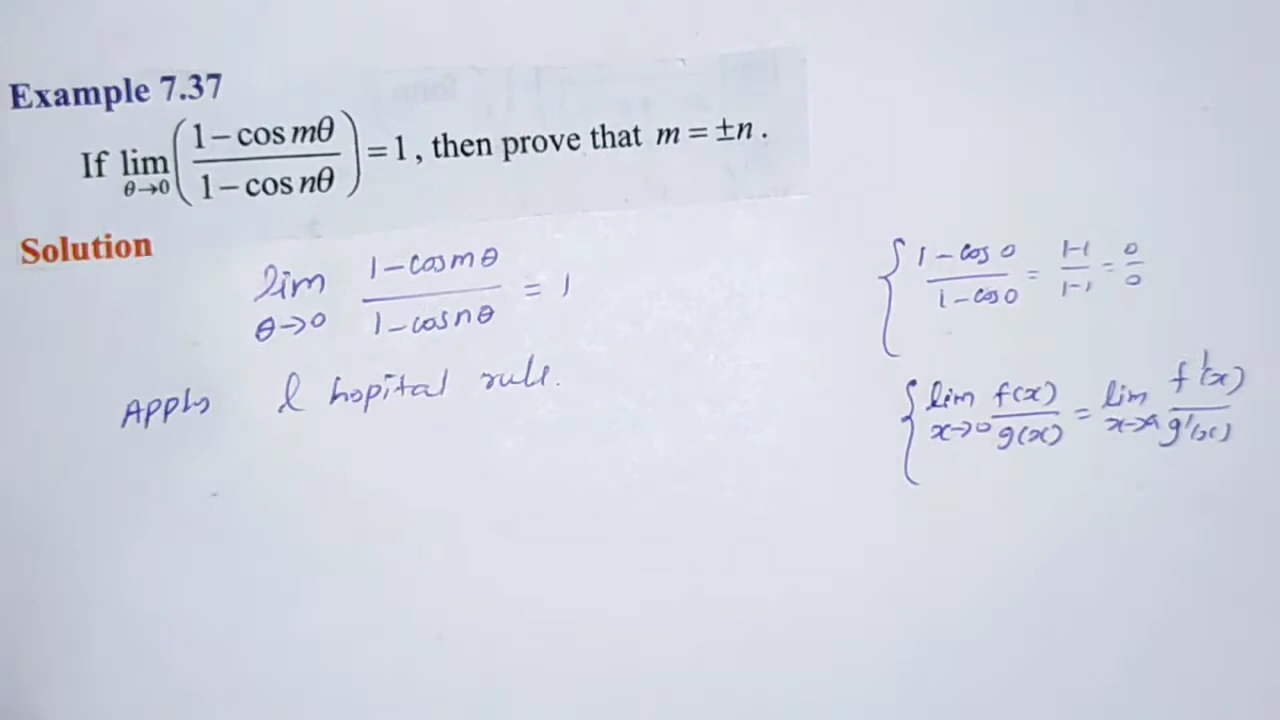 Example 7.37
If lim θ→0 ( (1 − cos mθ) / (1 − cos nθ) ) = 1 , then prove that m = ±n .
Solution
lim θ→0 (1 − cos mθ) / (1 − cos nθ) = 1
{ (1 − cos 0) / (1 − cos 0) = (1−1) / (1−1) = 0/0
Apply l hopital rule.
{ lim x→0 f(x) / g(x) = lim x→a f'(x) / g'(x)